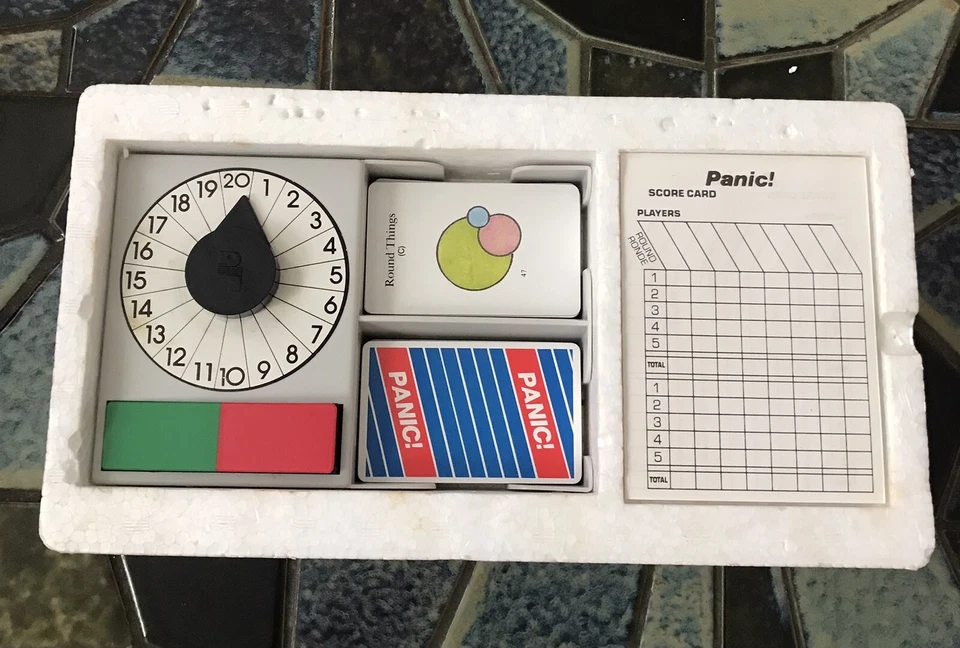 20
1
2
3
4
5
6
7
8
9
10
11
12
13
14
15
16
17
18
19
Round Things
(C)
47
PANIC!
PANIC!
Panic!
SCORE CARD
PLAYERS
ROUND
RONDE
1
2
3
4
5
TOTAL
1
2
3
4
5
TOTAL